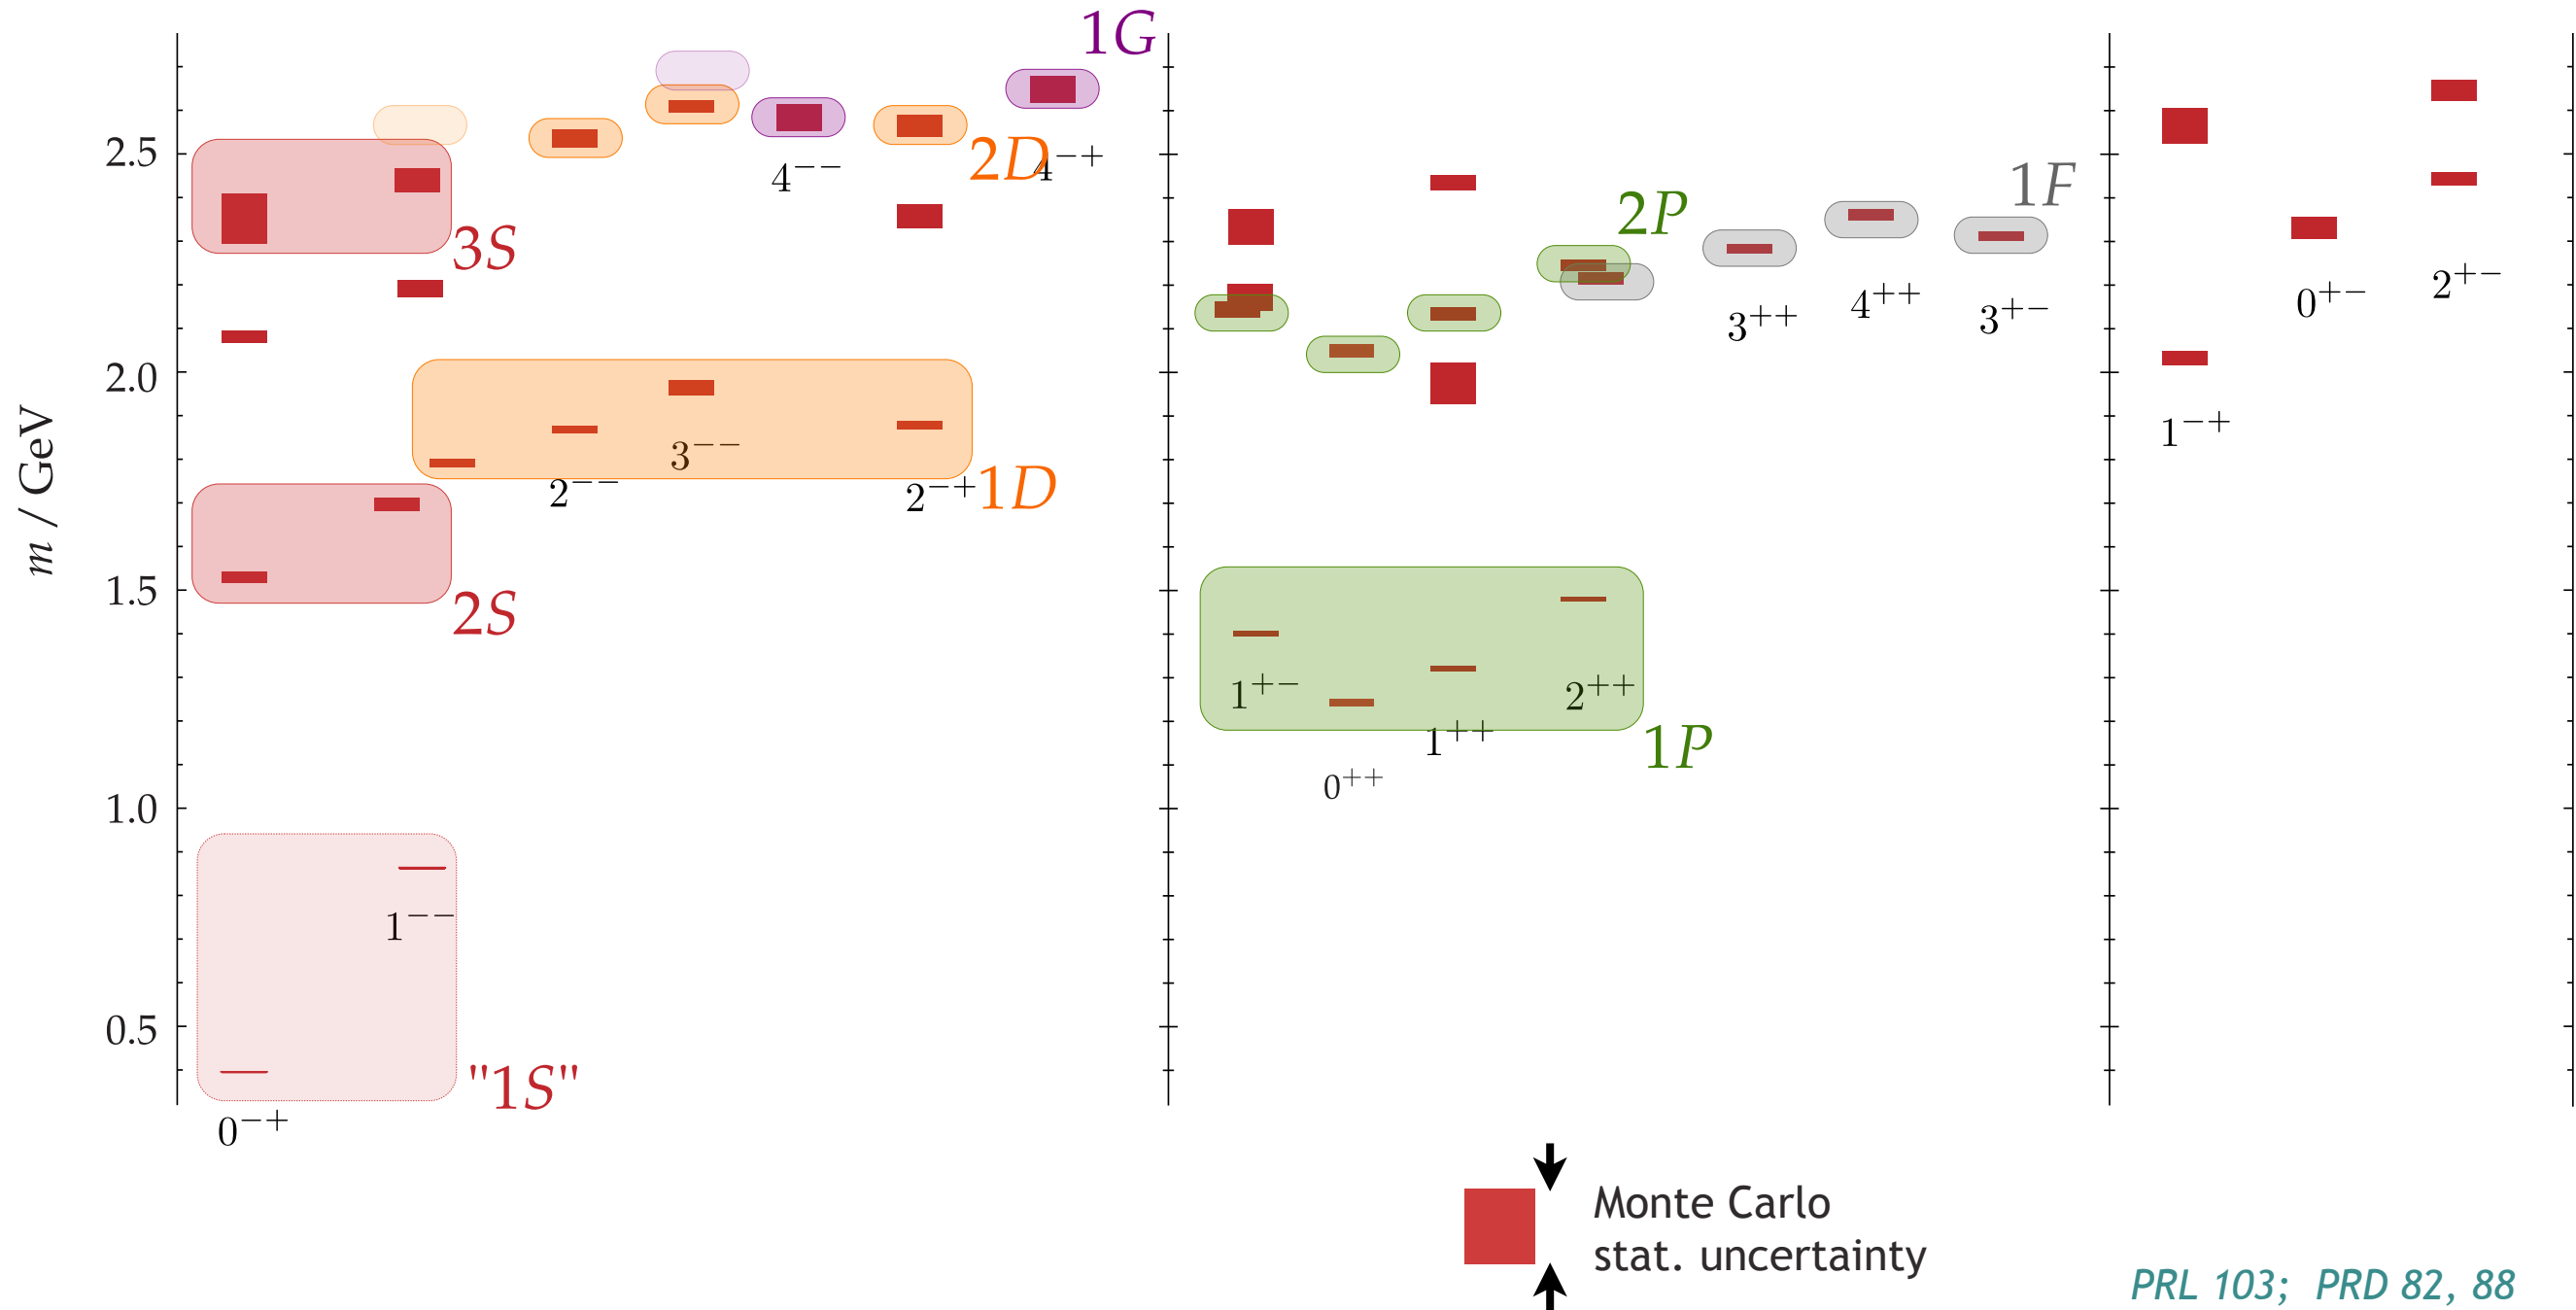 1G
2.5
4⁻⁻
2D
4⁻⁺
1F
2P
3S
3⁺⁺
4⁺⁺
3⁺⁻
0⁺⁻
2⁺⁻
2.0
1⁻⁺
3⁻⁻
2⁻⁻
2⁻⁺
1D
m / GeV
1.5
2S
1⁺⁻
2⁺⁺
1⁺⁺
1P
0⁺⁺
1.0
1⁻⁻
0.5
"1S"
0⁻⁺
Monte Carlo
stat. uncertainty
PRL 103; PRD 82, 88